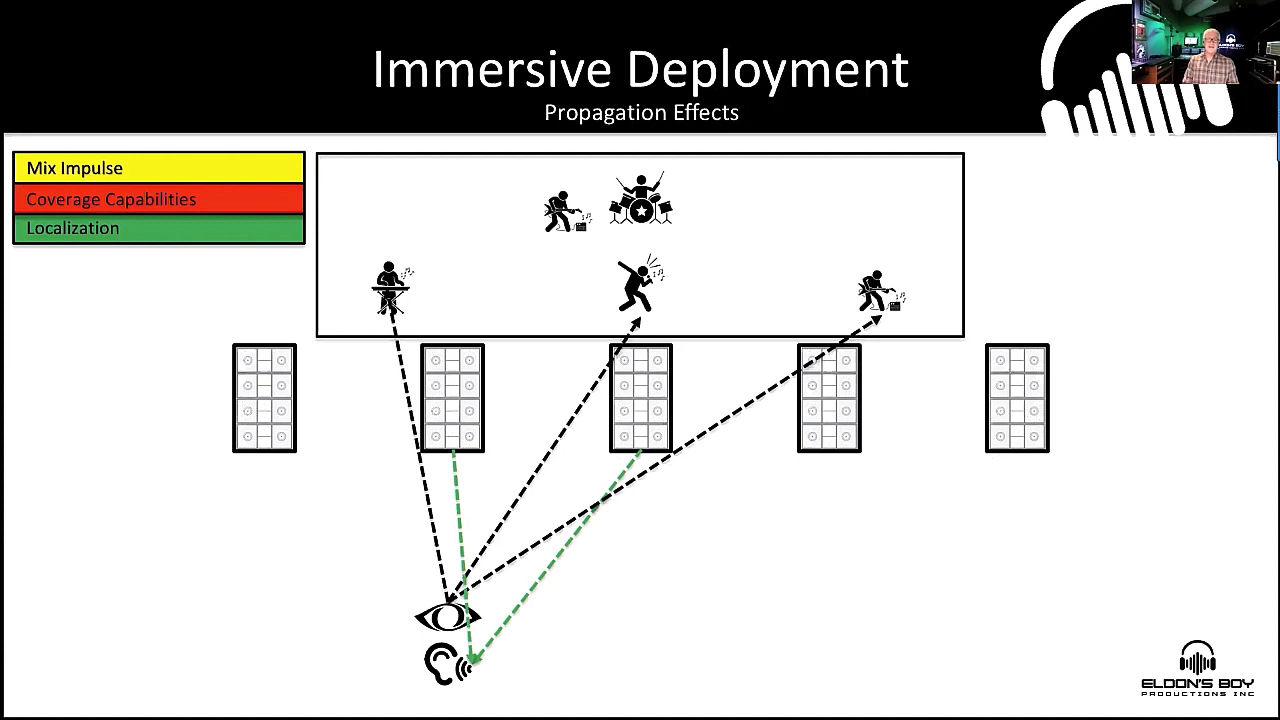 Immersive Deployment
Propagation Effects
Mix Impulse
Coverage Capabilities
Localization
ELDON'S BOY
PRODUCTIONS INC